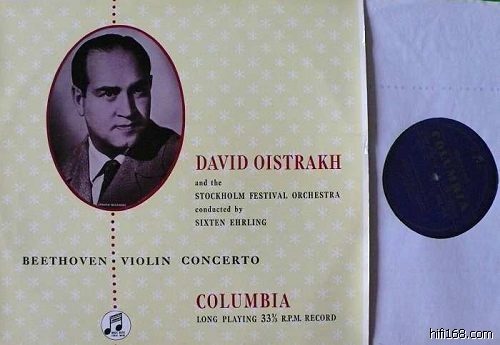 DAVID OISTRAKH
and the
STOCKHOLM FESTIVAL ORCHESTRA
conducted by
SIXTEN EHRLING
BEETHOVEN VIOLIN CONCERTO
COLUMBIA
LONG PLAYING 33⅓ R.P.M. RECORD
COLUMBIA
hifi168.com